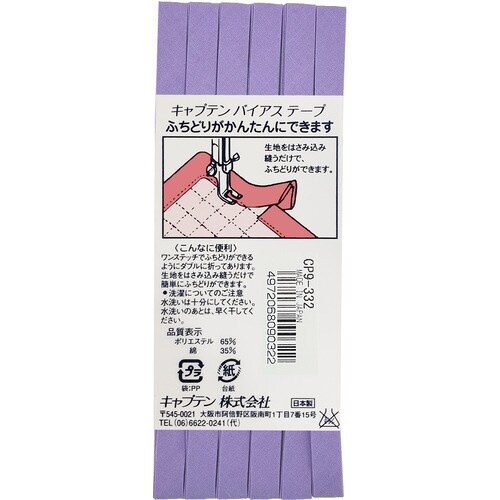 キャプテン バイアス テープ
ふちどりがかんたんにできます
生地をはさみ込み
縫うだけで、
ふちどりができます。
〈こんなに便利〉
ワンステッチでふちどりができる
ようにダブルに折ってあります。
生地をはさみ込み縫うだけで
簡単にふちどりができます。
●洗濯についてのご注意
水洗いは十分にしてください。
水洗いのあとは、早く干してく
ださい。
品質表示
ポリエステル 65%
綿 35%
プラ
袋:PP
紙
台紙
キャプテン 株式会社
日本製
〒545-0021 大阪市阿倍野区阪南町1丁目7番15号
TEL (06)6622-0241(代)
CP9-332
MADE IN JAPAN
4972058090322